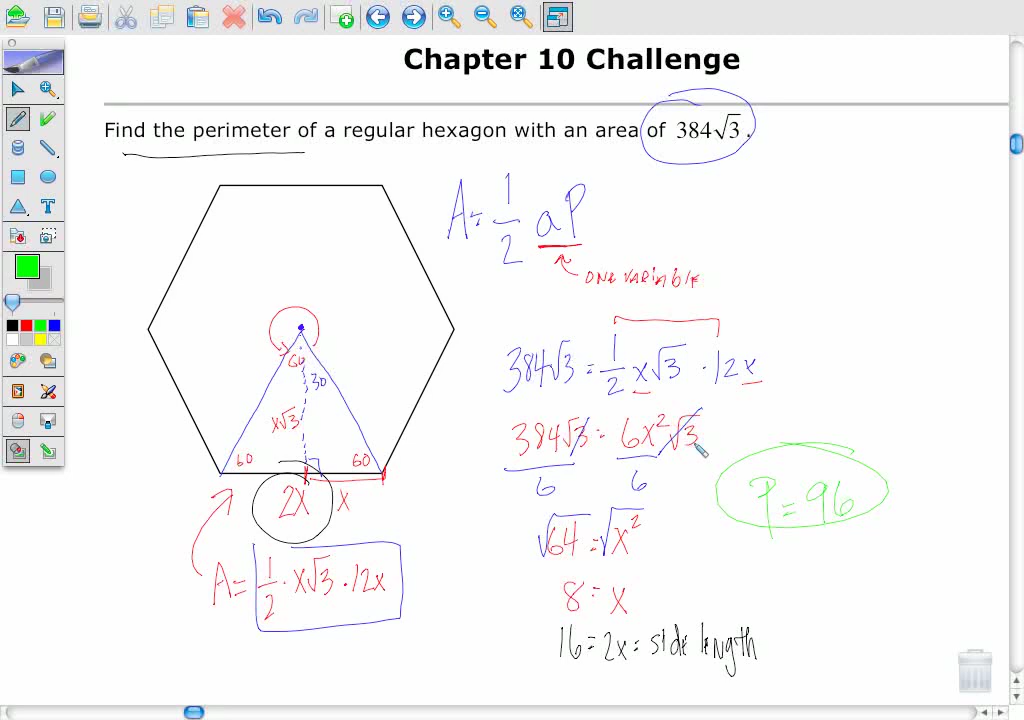 Chapter 10 Challenge
Find the perimeter of a regular hexagon with an area of 384√3.
A = 1/2 aP
ONE VARIABLE
60
30
x√3
60
60
2x
x
A = 1/2 · x√3 · 12x
384√3 = 1/2 x√3 · 12x
384√3 = 6x²√3
6
6
√64 = √x²
8 = x
16 = 2x = side length
P = 96